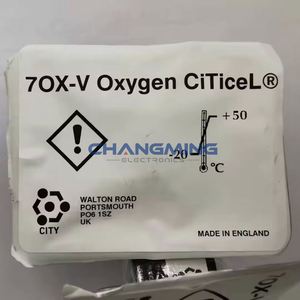 7OX-V Oxygen CiTiceL®
+50
CHANGMING
ELECTRONICS
-20
°C
WALTON ROAD
PORTSMOUTH
PO6 1SZ
UK
CITY
MADE IN ENGLAND